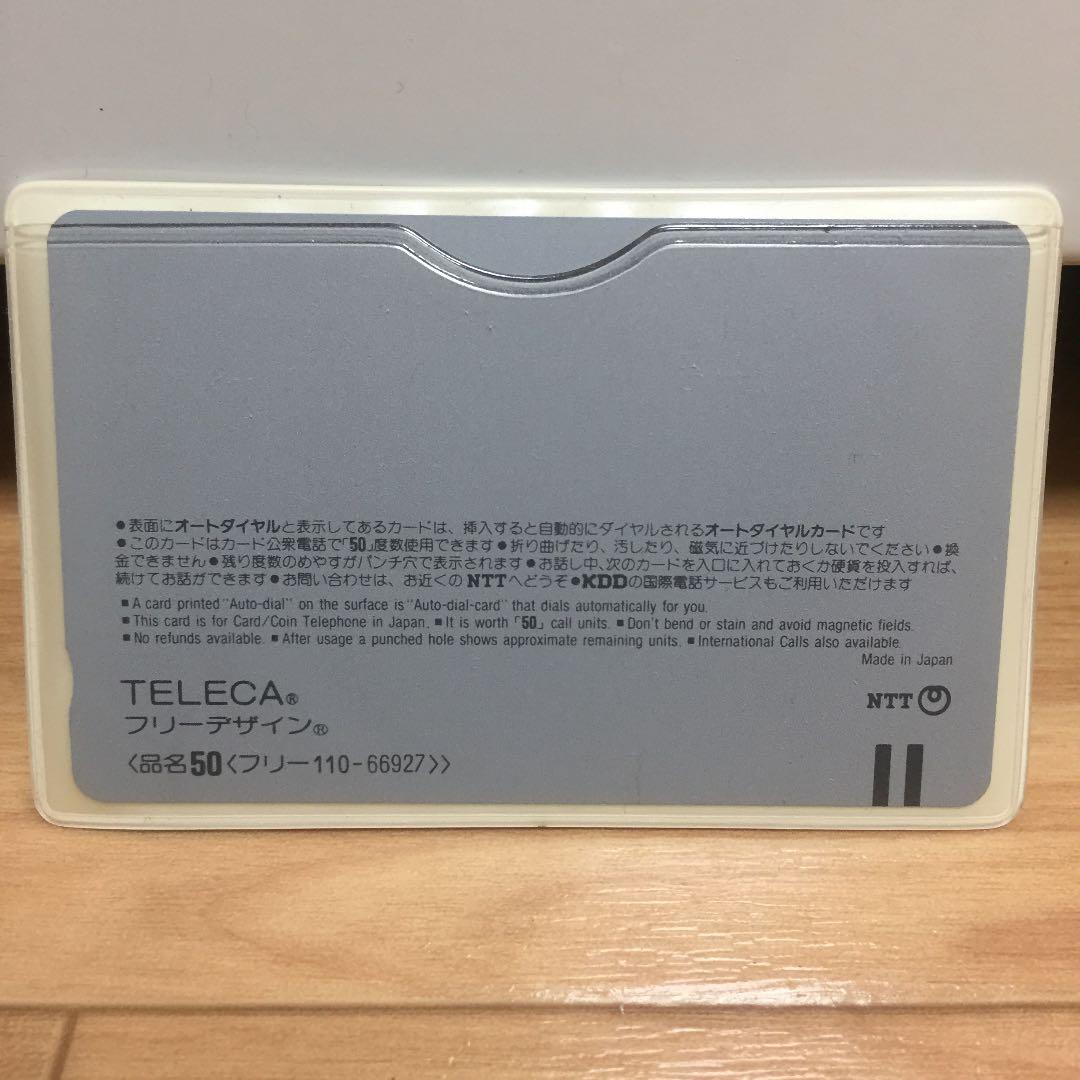 ●表面にオートダイヤルと表示してあるカードは、挿入すると自動的にダイヤルされるオートダイヤルカードです
●このカードはカード公衆電話で「50」度数使用できます●折り曲げたり、汚したり、磁気に近づけたりしないでください●換
金できません●残り度数のめやすがパンチ穴で表示されます●お話し中、次のカードを入口に入れておくか硬貨を投入すれば、
続けてお話ができます●お問い合わせは、お近くのNTTへどうぞ●KDDの国際電話サービスもご利用いただけます
■A card printed "Auto-dial" on the surface is "Auto-dial-card" that dials automatically for you.
■This card is for Card/Coin Telephone in Japan. ■It is worth「50」call units. ■Don't bend or stain and avoid magnetic fields.
■No refunds available. ■After usage a punched hole shows approximate remaining units. ■International Calls also available.
Made in Japan
TELECA®
NTT
フリーデザイン®
〈品名50〈フリー110-66927〉〉